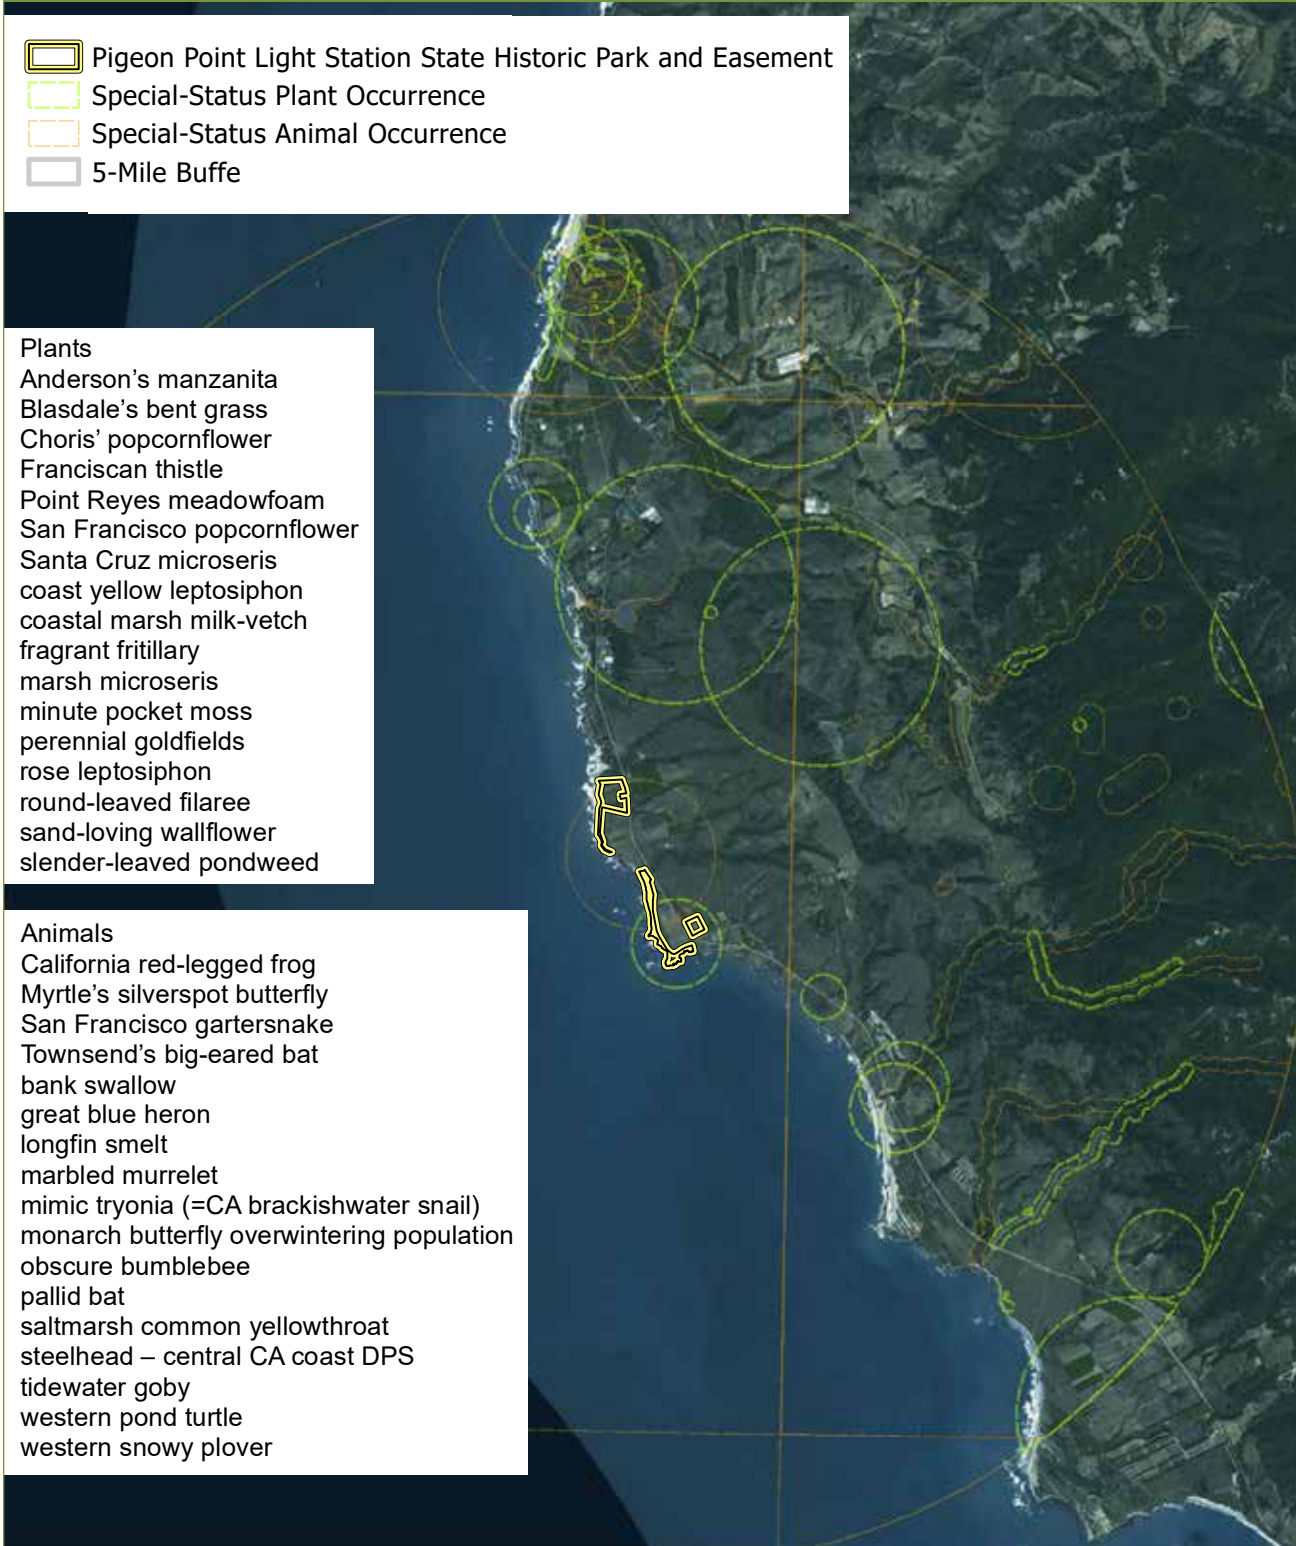 Pigeon Point Light Station State Historic Park and Easement
Special-Status Plant Occurrence
Special-Status Animal Occurrence
5-Mile Buffe
Plants
Anderson’s manzanita
Blasdale’s bent grass
Choris’ popcornflower
Franciscan thistle
Point Reyes meadowfoam
San Francisco popcornflower
Santa Cruz microseris
coast yellow leptosiphon
coastal marsh milk-vetch
fragrant fritillary
marsh microseris
minute pocket moss
perennial goldfields
rose leptosiphon
round-leaved filaree
sand-loving wallflower
slender-leaved pondweed
Animals
California red-legged frog
Myrtle’s silverspot butterfly
San Francisco gartersnake
Townsend’s big-eared bat
bank swallow
great blue heron
longfin smelt
marbled murrelet
mimic tryonia (=CA brackishwater snail)
monarch butterfly overwintering population
obscure bumblebee
pallid bat
saltmarsh common yellowthroat
steelhead – central CA coast DPS
tidewater goby
western pond turtle
western snowy plover